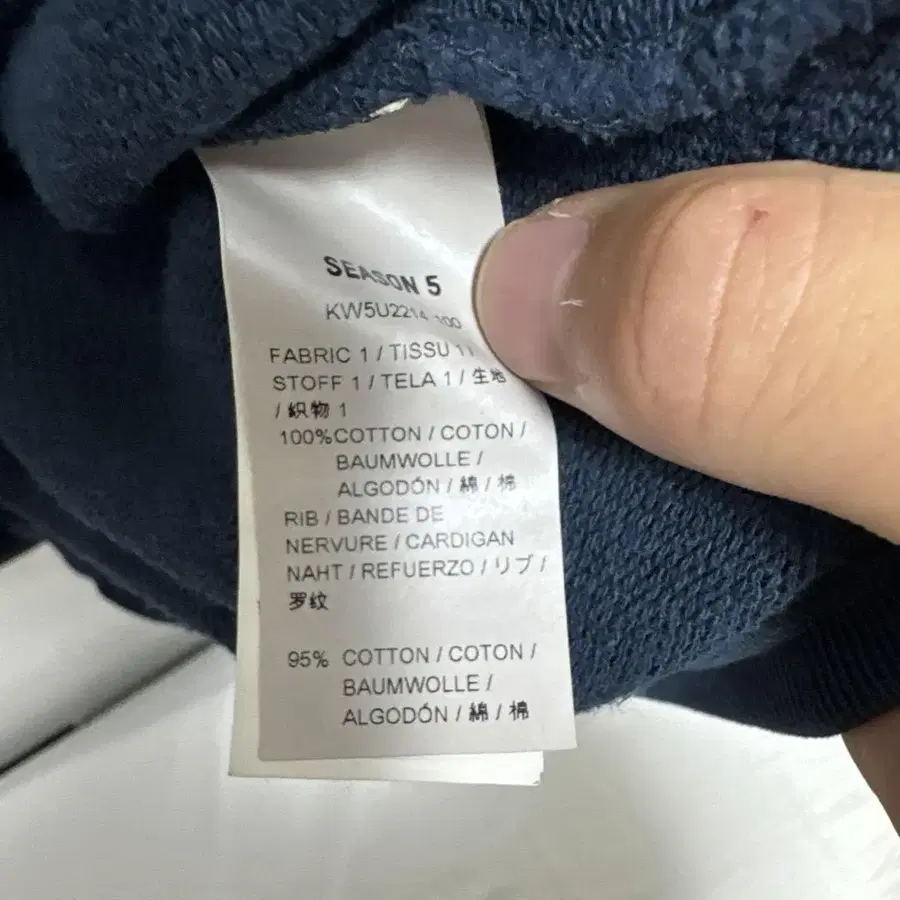 SEASON 5
KW5U2214 100
FABRIC 1 / TISSU 1 /
STOFF 1 / TELA 1 / 生地
/ 织物 1
100%COTTON / COTON /
BAUMWOLLE /
ALGODÓN / 綿 / 棉
RIB / BANDE DE
NERVURE / CARDIGAN
NAHT / REFUERZO / リブ /
罗纹
95% COTTON / COTON /
BAUMWOLLE /
ALGODÓN / 綿 / 棉